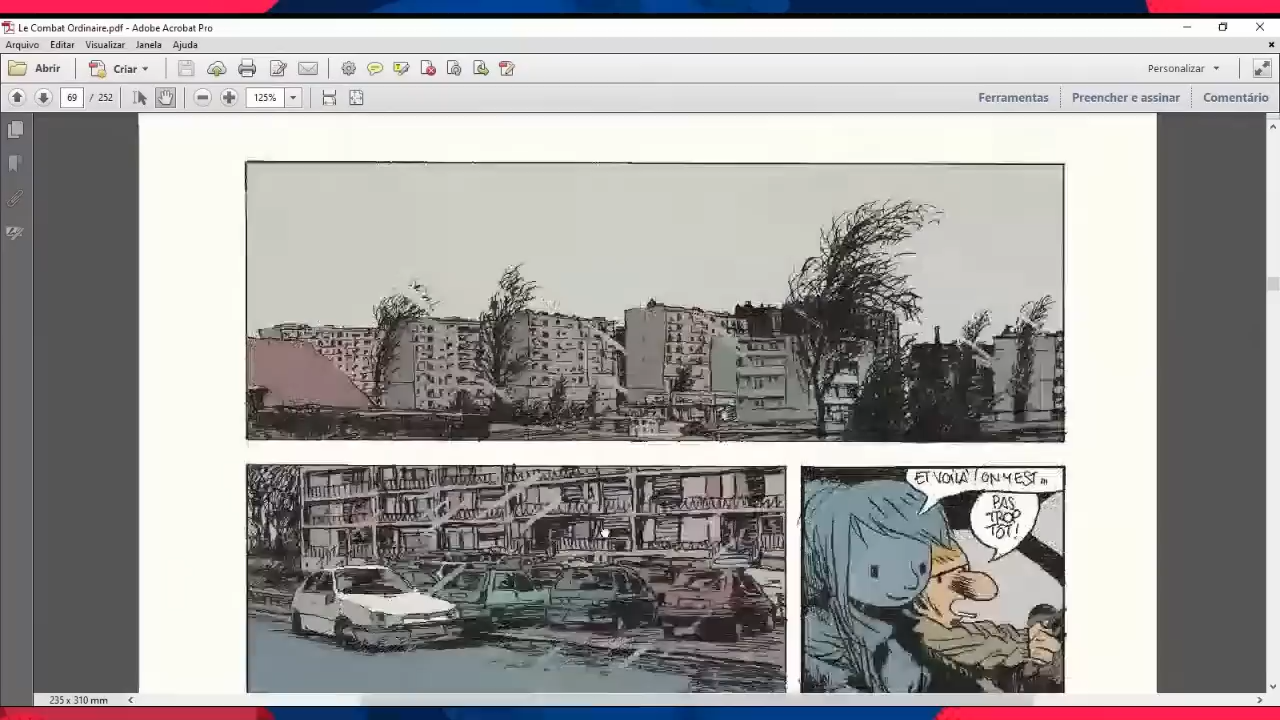 Le Combat Ordinaire.pdf - Adobe Acrobat Pro
Arquivo Editar Visualizar Janela Ajuda
Abrir Criar Personalizar
69 / 252 125% Ferramentas Preencher e assinar Comentário
ET VOILÀ ! ON Y EST...
PAS
TROP
TÔT !
235 x 310 mm